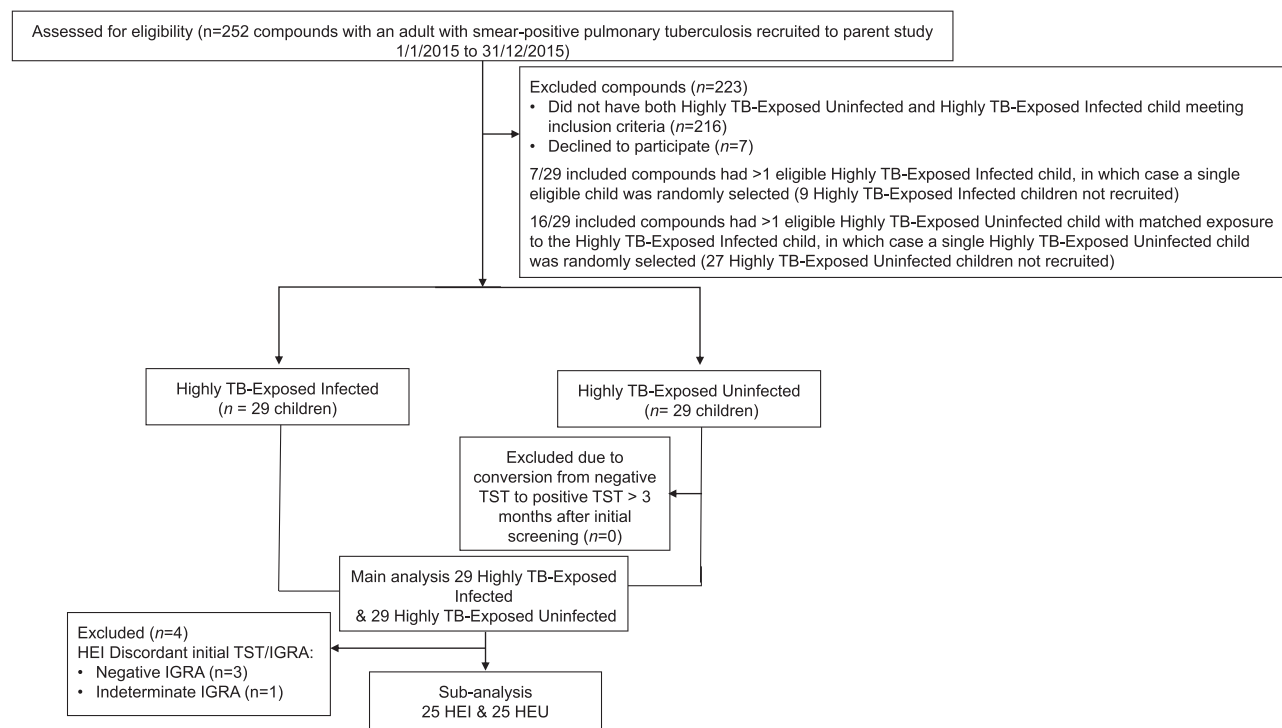 Assessed for eligibility (n=252 compounds with an adult with smear-positive pulmonary tuberculosis recruited to parent study
1/1/2015 to 31/12/2015)
Excluded compounds (n=223)
• Did not have both Highly TB-Exposed Uninfected and Highly TB-Exposed Infected child meeting
inclusion criteria (n=216)
• Declined to participate (n=7)
7/29 included compounds had >1 eligible Highly TB-Exposed Infected child, in which case a single
eligible child was randomly selected (9 Highly TB-Exposed Infected children not recruited)
16/29 included compounds had >1 eligible Highly TB-Exposed Uninfected child with matched exposure
to the Highly TB-Exposed Infected child, in which case a single Highly TB-Exposed Uninfected child
was randomly selected (27 Highly TB-Exposed Uninfected children not recruited)
Highly TB-Exposed Infected
(n = 29 children)
Highly TB-Exposed Uninfected
(n= 29 children)
Excluded due to
conversion from negative
TST to positive TST > 3
months after initial
screening (n=0)
Main analysis 29 Highly TB-Exposed
Infected
& 29 Highly TB-Exposed Uninfected
Excluded (n=4)
HEI Discordant initial TST/IGRA:
• Negative IGRA (n=3)
• Indeterminate IGRA (n=1)
Sub-analysis
25 HEI & 25 HEU